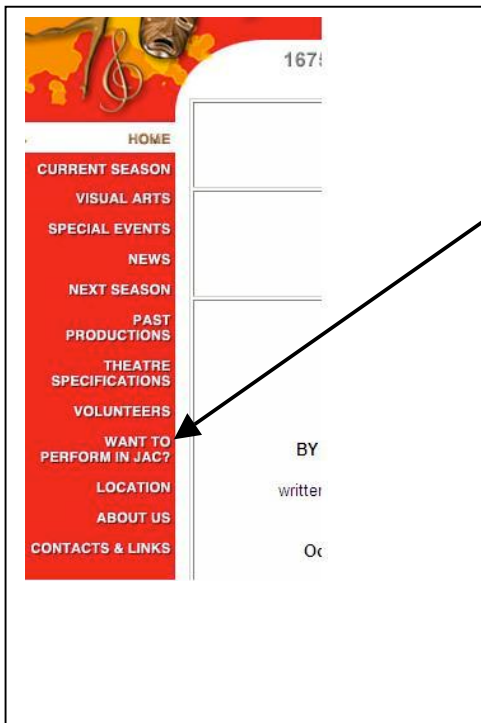 1675
HOME
CURRENT SEASON
VISUAL ARTS
SPECIAL EVENTS
NEWS
NEXT SEASON
PAST
PRODUCTIONS
THEATRE
SPECIFICATIONS
VOLUNTEERS
WANT TO
PERFORM IN JAC?
LOCATION
ABOUT US
CONTACTS & LINKS
BY